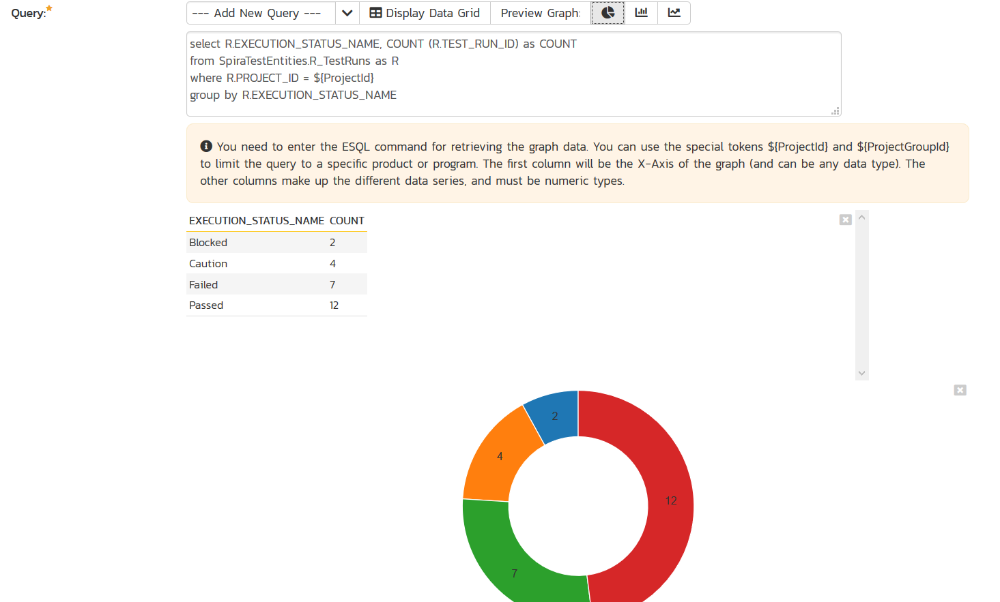 Query:
--- Add New Query --- Display Data Grid Preview Graph:
select R.EXECUTION_STATUS_NAME, COUNT (R.TEST_RUN_ID) as COUNT
from SpiraTestEntities.R_TestRuns as R
where R.PROJECT_ID = ${ProjectId}
group by R.EXECUTION_STATUS_NAME
You need to enter the ESQL command for retrieving the graph data. You can use the special tokens ${ProjectId} and ${ProjectGroupId}
to limit the query to a specific product or program. The first column will be the X-Axis of the graph (and can be any data type). The
other columns make up the different data series, and must be numeric types.
EXECUTION_STATUS_NAME COUNT
Blocked 2
Caution 4
Failed 7
Passed 12
2
4
12
7